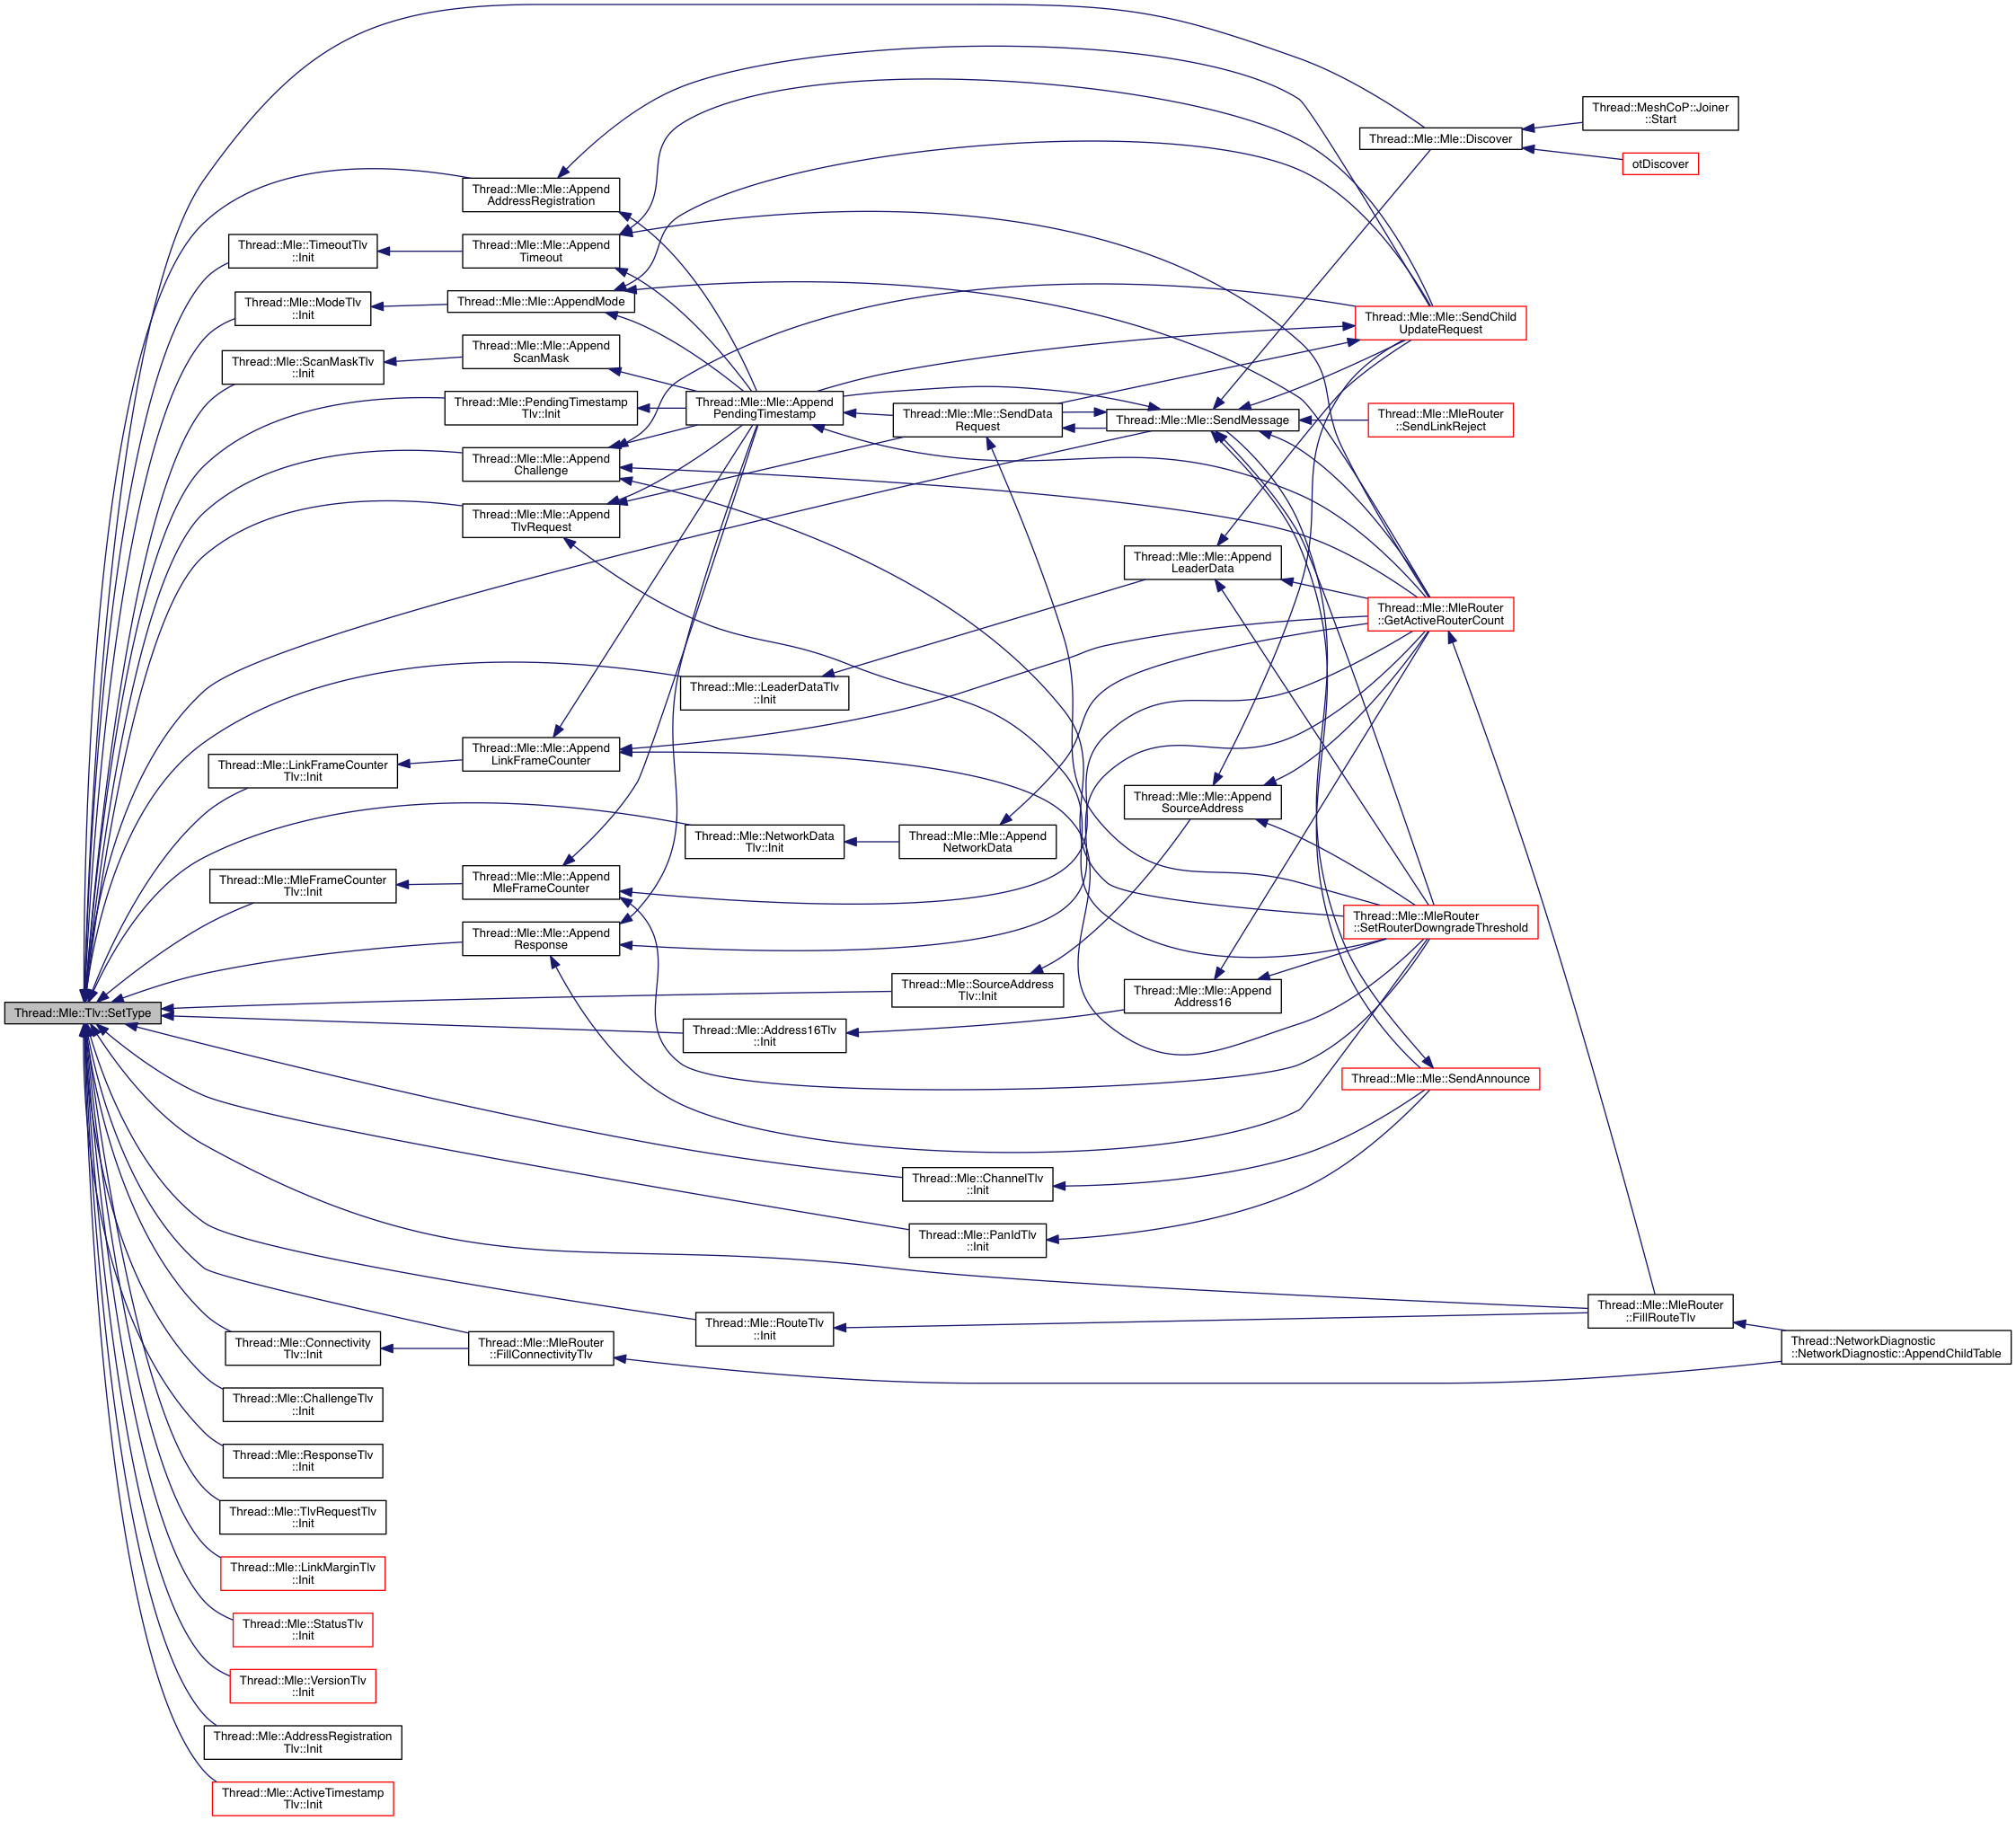 Thread::Mle::Tlv::SetType
Thread::Mle::TimeoutTlv
::Init
Thread::Mle::ModeTlv
::Init
Thread::Mle::ScanMaskTlv
::Init
Thread::Mle::LinkFrameCounter
Tlv::Init
Thread::Mle::MleFrameCounter
Tlv::Init
Thread::Mle::Connectivity
Tlv::Init
Thread::Mle::ChallengeTlv
::Init
Thread::Mle::ResponseTlv
::Init
Thread::Mle::TlvRequestTlv
::Init
Thread::Mle::LinkMarginTlv
::Init
Thread::Mle::StatusTlv
::Init
Thread::Mle::VersionTlv
::Init
Thread::Mle::AddressRegistration
Tlv::Init
Thread::Mle::ActiveTimestamp
Tlv::Init
Thread::Mle::Mle::Append
AddressRegistration
Thread::Mle::Mle::Append
Timeout
Thread::Mle::Mle::AppendMode
Thread::Mle::Mle::Append
ScanMask
Thread::Mle::PendingTimestamp
Tlv::Init
Thread::Mle::Mle::Append
Challenge
Thread::Mle::Mle::Append
TlvRequest
Thread::Mle::Mle::Append
LinkFrameCounter
Thread::Mle::Mle::Append
MleFrameCounter
Thread::Mle::Mle::Append
Response
Thread::Mle::MleRouter
::FillConnectivityTlv
Thread::Mle::Mle::Append
PendingTimestamp
Thread::Mle::LeaderDataTlv
::Init
Thread::Mle::NetworkData
Tlv::Init
Thread::Mle::Address16Tlv
::Init
Thread::Mle::RouteTlv
::Init
Thread::Mle::Mle::SendData
Request
Thread::Mle::Mle::Append
NetworkData
Thread::Mle::SourceAddress
Tlv::Init
Thread::Mle::ChannelTlv
::Init
Thread::Mle::PanIdTlv
::Init
Thread::Mle::Mle::SendMessage
Thread::Mle::Mle::Append
LeaderData
Thread::Mle::Mle::Append
SourceAddress
Thread::Mle::Mle::Append
Address16
Thread::Mle::Mle::Discover
Thread::Mle::Mle::SendChild
UpdateRequest
Thread::Mle::MleRouter
::SendLinkReject
Thread::Mle::MleRouter
::GetActiveRouterCount
Thread::Mle::MleRouter
::SetRouterDowngradeThreshold
Thread::Mle::Mle::SendAnnounce
Thread::MeshCoP::Joiner
::Start
otDiscover
Thread::Mle::MleRouter
::FillRouteTlv
Thread::NetworkDiagnostic
::NetworkDiagnostic::AppendChildTable